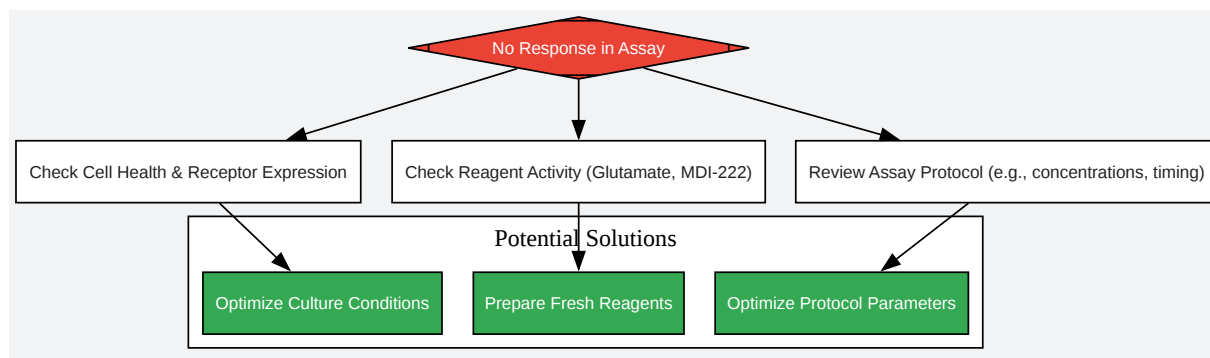 No Response in Assay
Check Cell Health & Receptor Expression
Check Reagent Activity (Glutamate, MDI-222)
Review Assay Protocol (e.g., concentrations, timing)
Potential Solutions
Optimize Culture Conditions
Prepare Fresh Reagents
Optimize Protocol Parameters